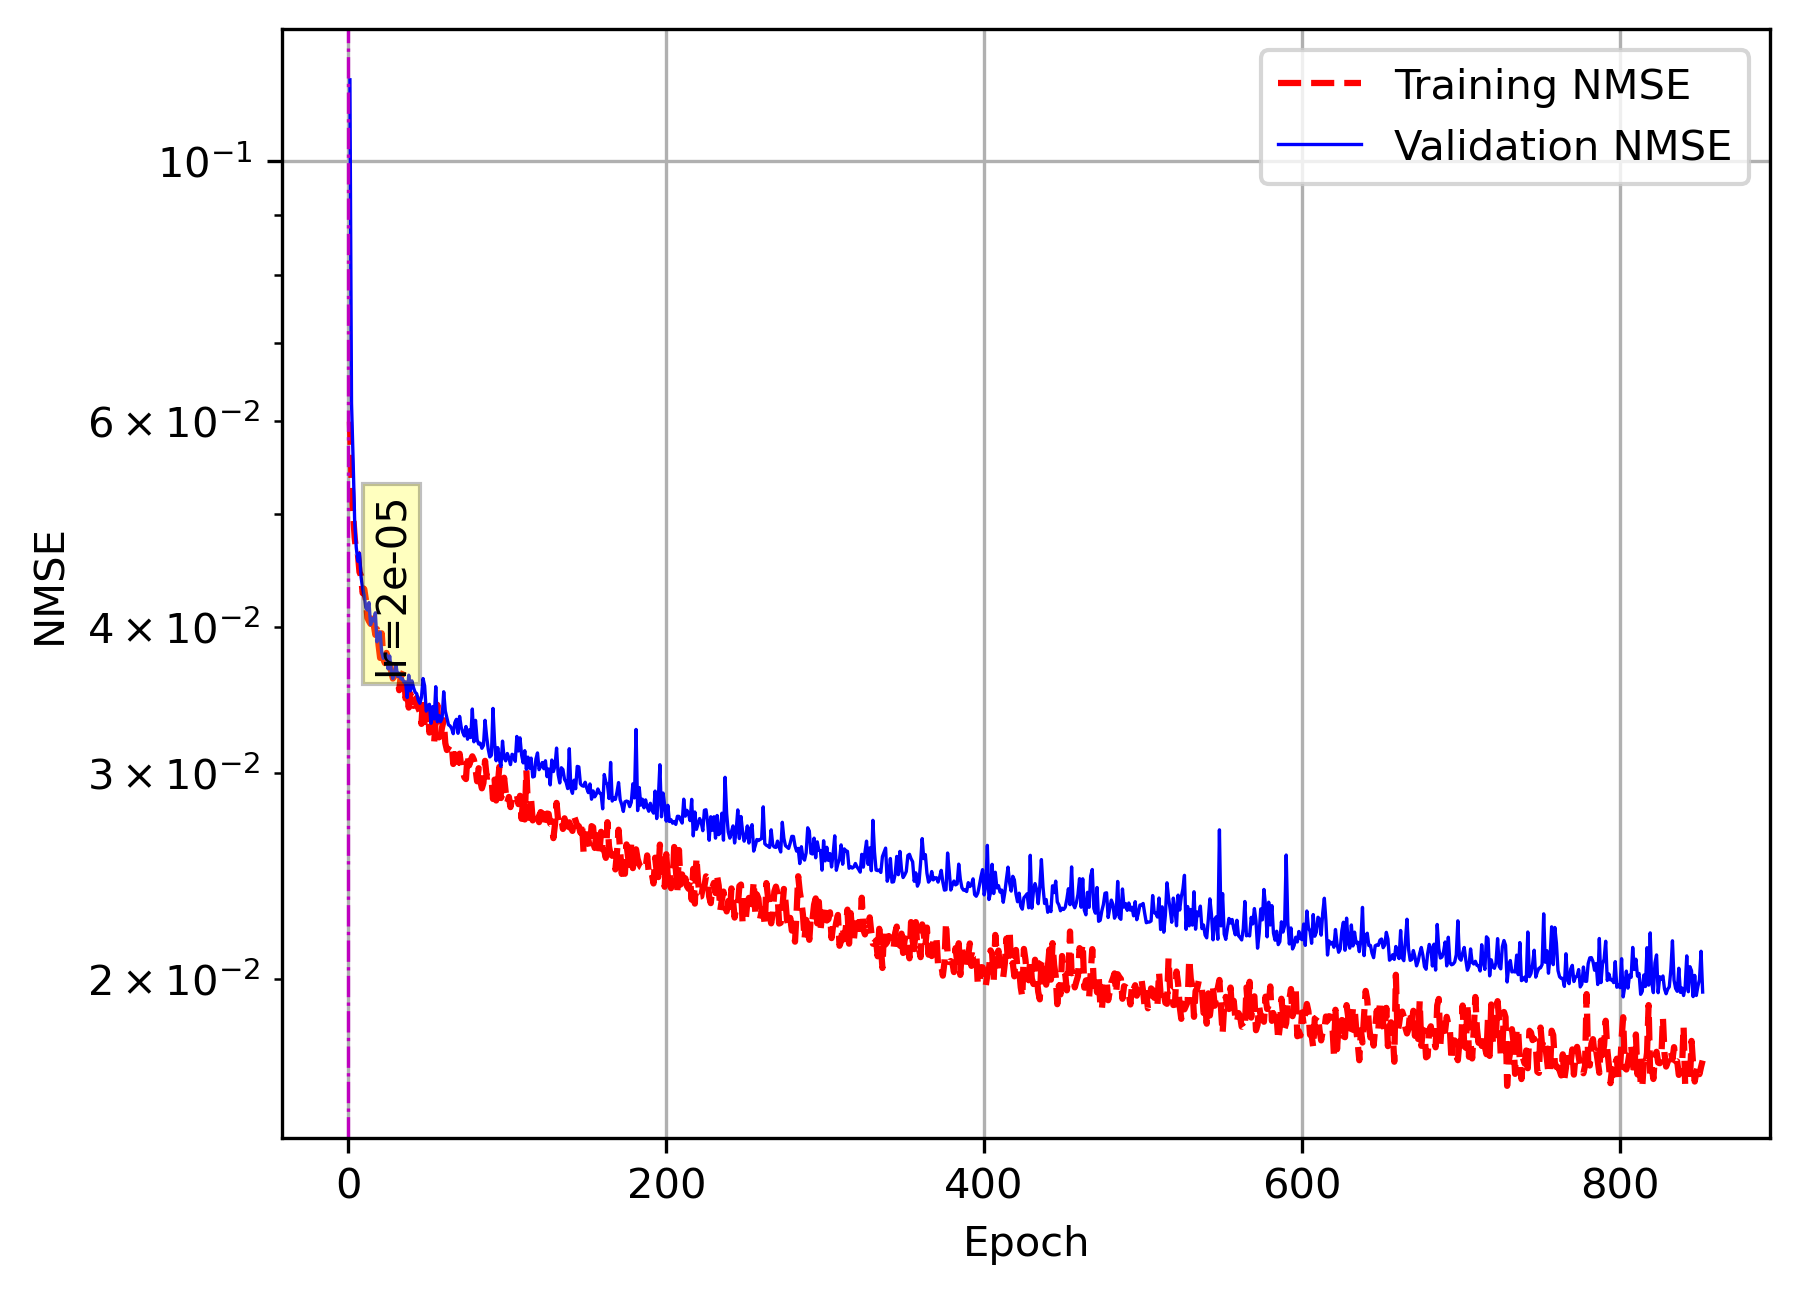 Training NMSE
Validation NMSE
10⁻¹
6 × 10⁻²
4 × 10⁻²
3 × 10⁻²
2 × 10⁻²
NMSE
lr=2e-05
0 200 400 600 800
Epoch